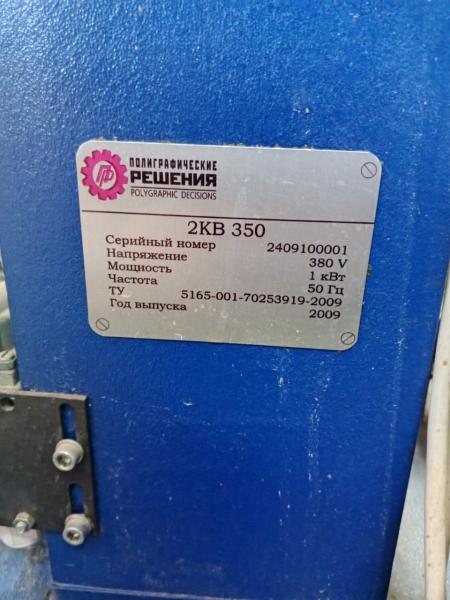 ПР
ПОЛИГРАФИЧЕСКИЕ
РЕШЕНИЯ
POLYGRAPHIC DECISIONS
2КВ 350
Серийный номер 2409100001
Напряжение 380 V
Мощность 1 кВт
Частота 50 Гц
ТУ 5165-001-70253919-2009
Год выпуска 2009